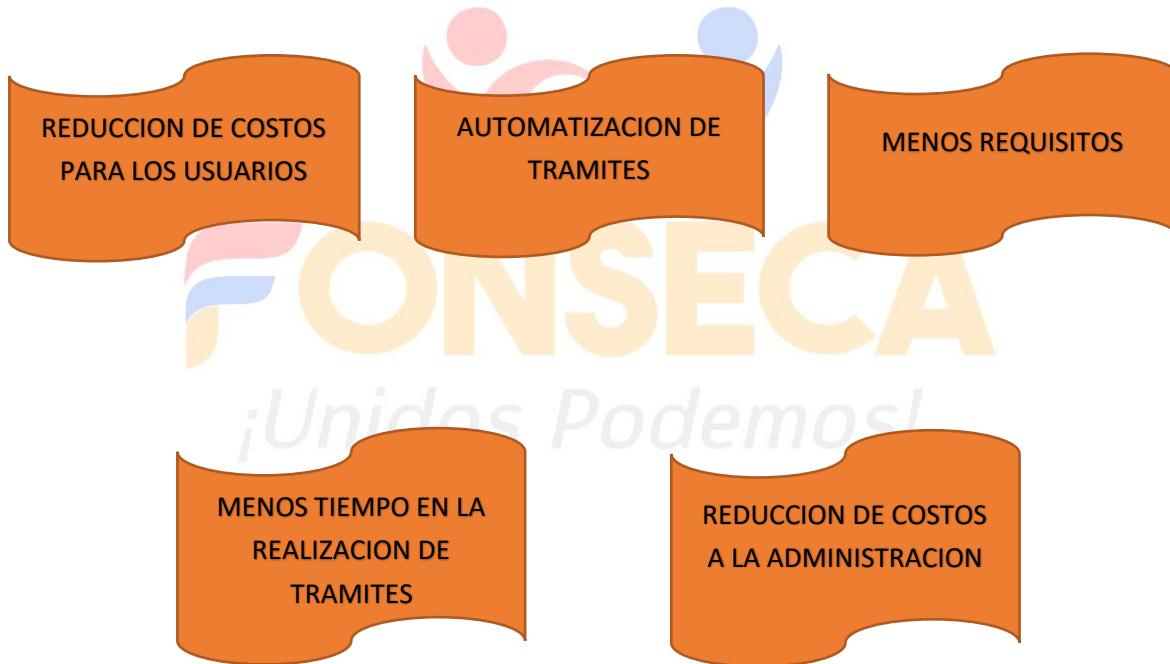 REDUCCION DE COSTOS
PARA LOS USUARIOS
AUTOMATIZACION DE
TRAMITES
MENOS REQUISITOS
FONSECA
¡Unidos Podemos!
MENOS TIEMPO EN LA
REALIZACION DE
TRAMITES
REDUCCION DE COSTOS
A LA ADMINISTRACION